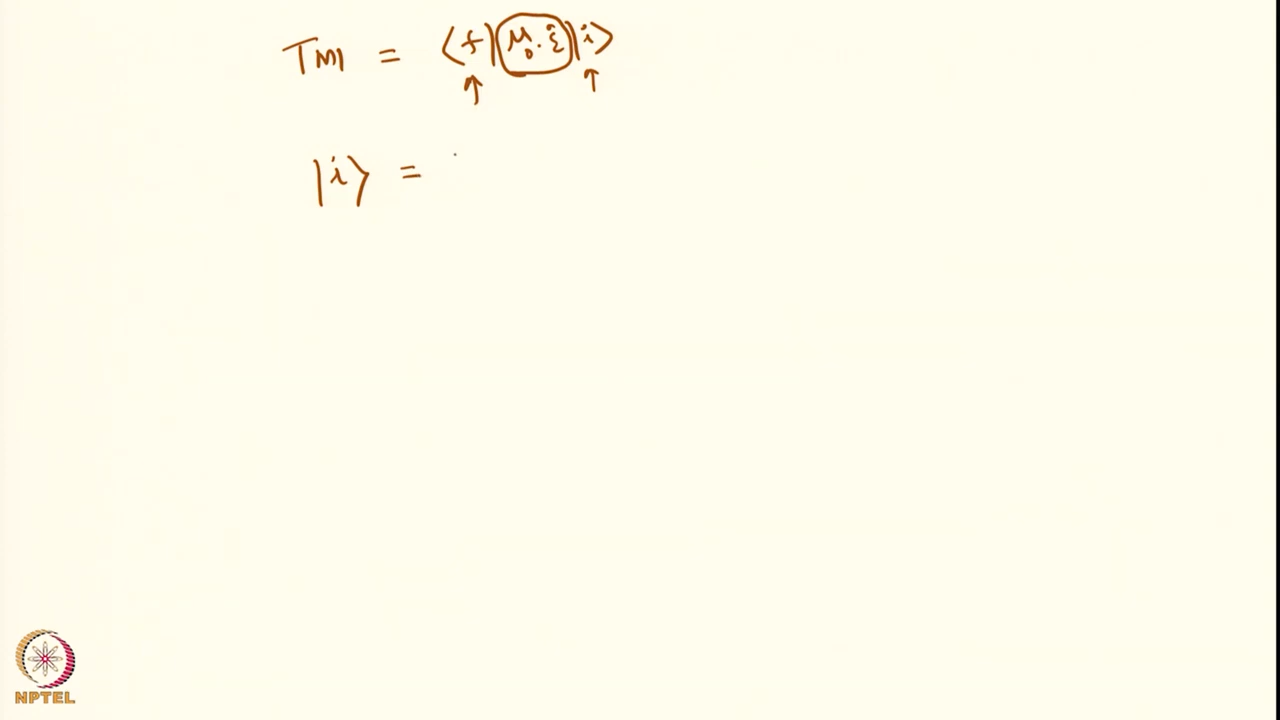 TMI = ⟨f|μ₀.ε̂|i⟩
|i⟩ =
NPTEL